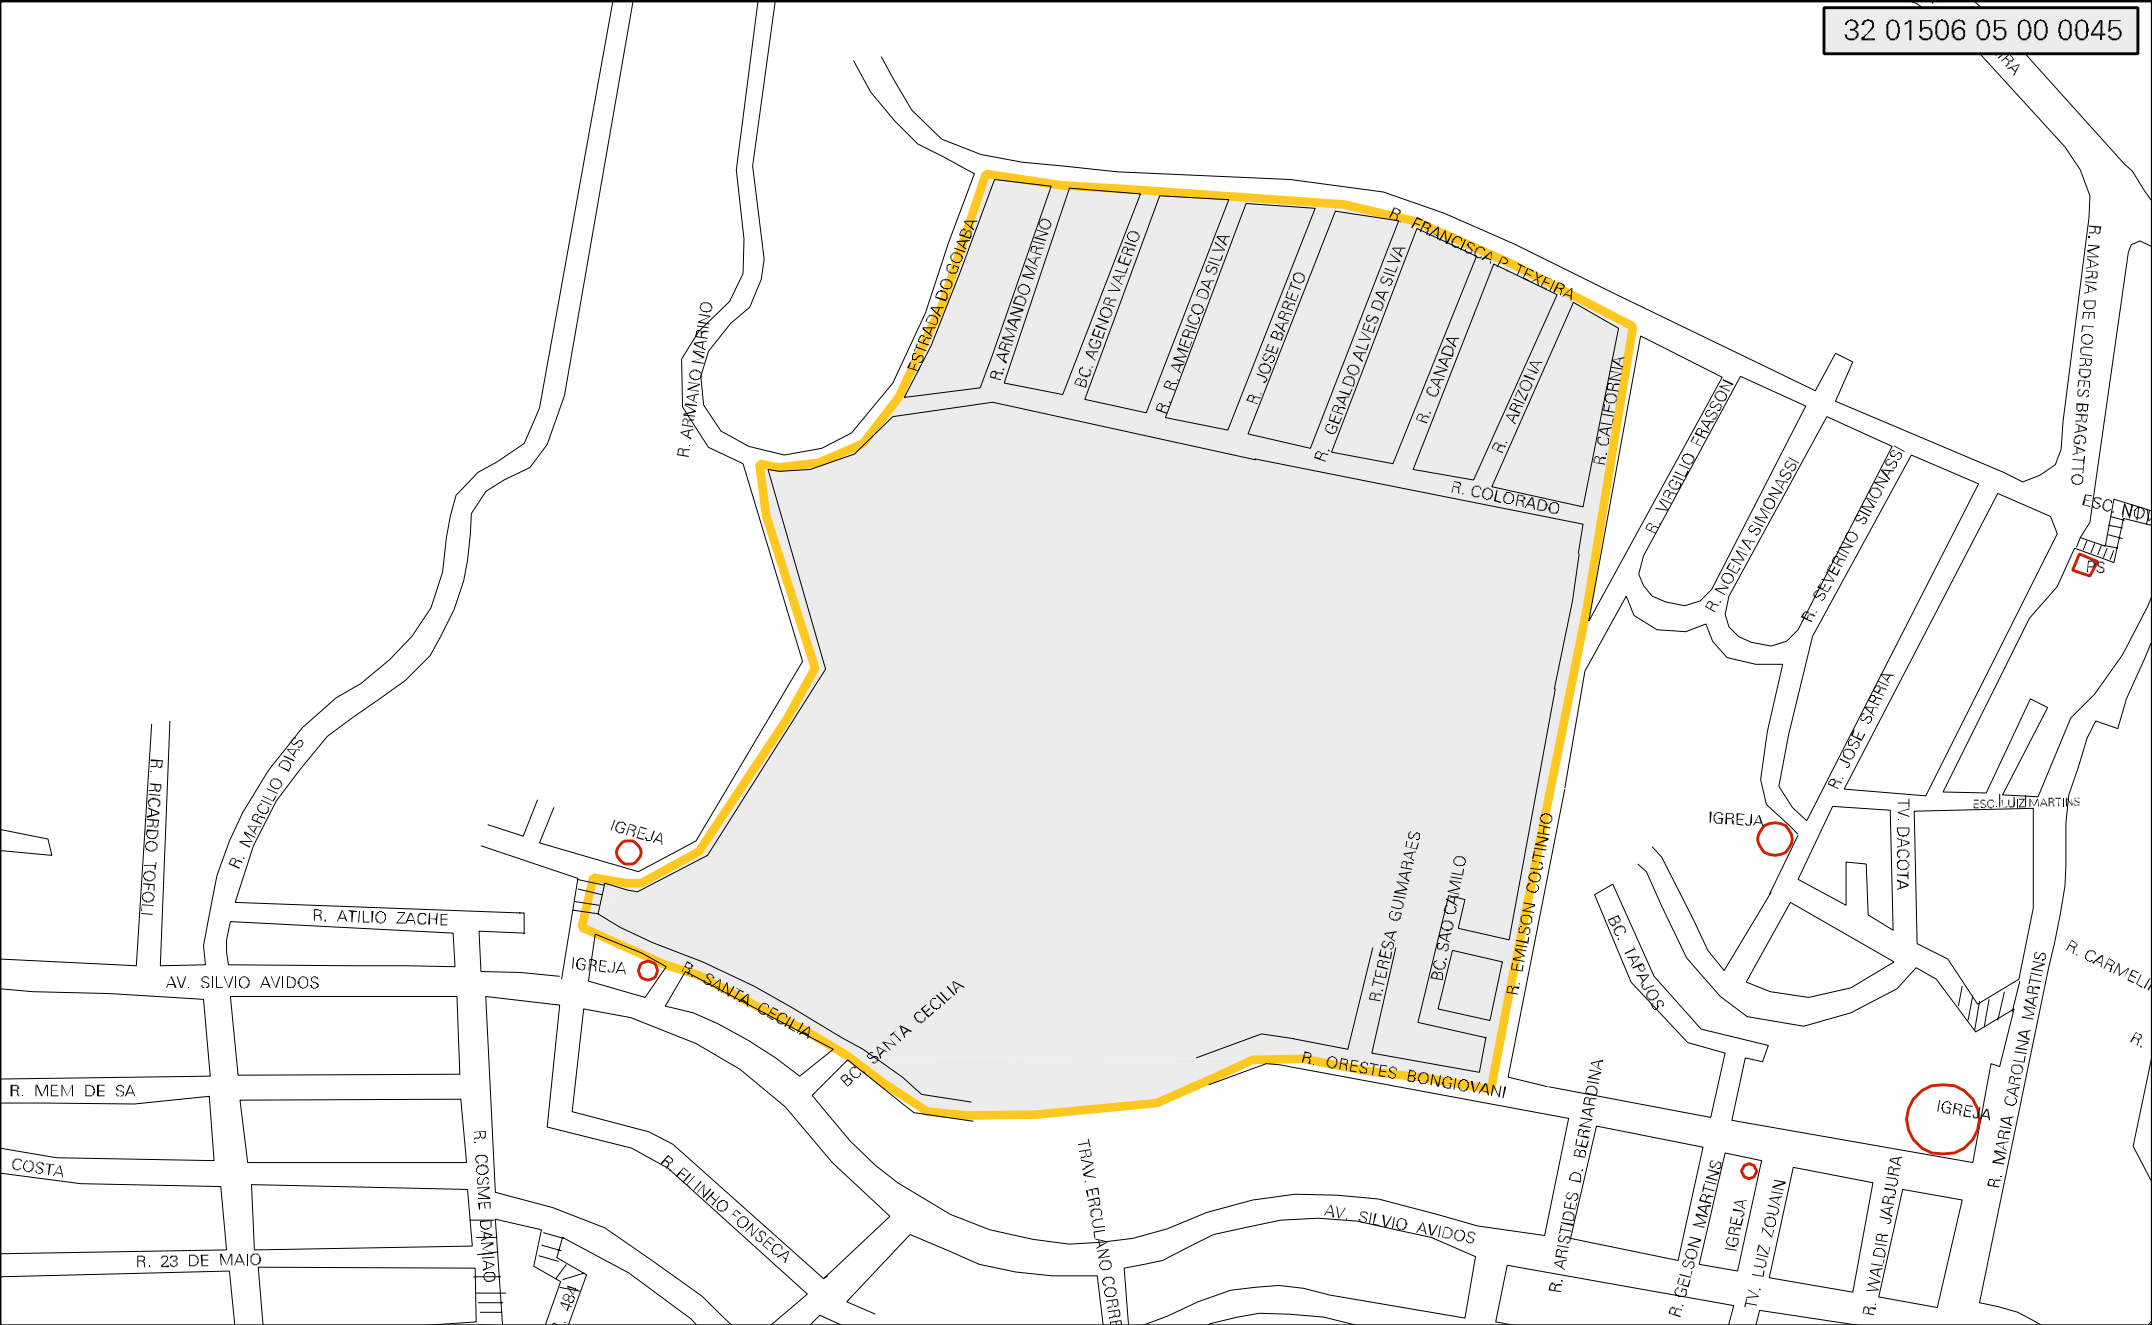 32 01506 05 00 0045
R. FRANCISCA P. TEXEIRA
ESTRADA DO GOIABA
R. ARMANDO MARINO
BC. AGENOR VALERIO
R. AMERICO DA SILVA
R. JOSE BARRETO
R. GERALDO ALVES DA SILVA
R. CANADA
R. ARIZONA
R. CALIFORNIA
R. COLORADO
R. ARMANO MARINO
R. VIRGILIO FRASSON
R. NOEMIA SIMONASSI
R. SEVERINO SIMONASSI
R. MARIA DE LOURDES BRAGATTO
PS
R. JOSE SARRIA
R. MARCILIO DIAS
R. RICARDO TOFOLI
IGREJA
IGREJA
ESC. LUIZ MARTINS
TV. DACOTA
R. TERESA GUIMARAES
BC. SAO CAMILO
R. EMILSON COUTINHO
BC. TAPAJOS
R. ATILIO ZACHE
AV. SILVIO AVIDOS
IGREJA
R. SANTA CECILIA
BC. SANTA CECILIA
R. ORESTES BONGIOVANI
R. MARIA CAROLINA MARTINS
R. CARMELI
R.
R. MEM DE SA
COSTA
R. COSME DAMIAO
R. FILINHO FONSECA
TRAV. ERCULANO CORRE
AV. SILVIO AVIDOS
R. ARISTIDES D. BERNARDINA
R. GELSON MARTINS
IGREJA
TV. LUIZ ZOUAIN
R. WALDIR JARJURA
IGREJA
R. 23 DE MAIO
484